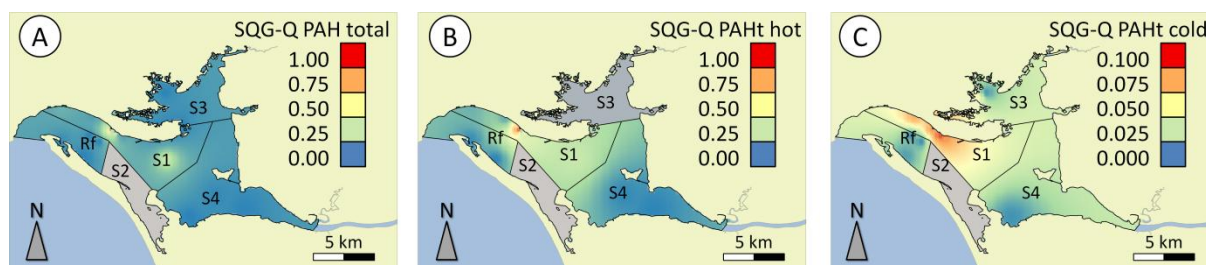 A
SQG-Q PAH total
1.00
0.75
0.50
0.25
0.00
S3
Rf
S1
S2
S4
N
5 km
B
SQG-Q PAHt hot
1.00
0.75
0.50
0.25
0.00
S3
Rf
S1
S2
S4
N
5 km
C
SQG-Q PAHt cold
0.100
0.075
0.050
0.025
0.000
S3
Rf
S1
S2
S4
N
5 km